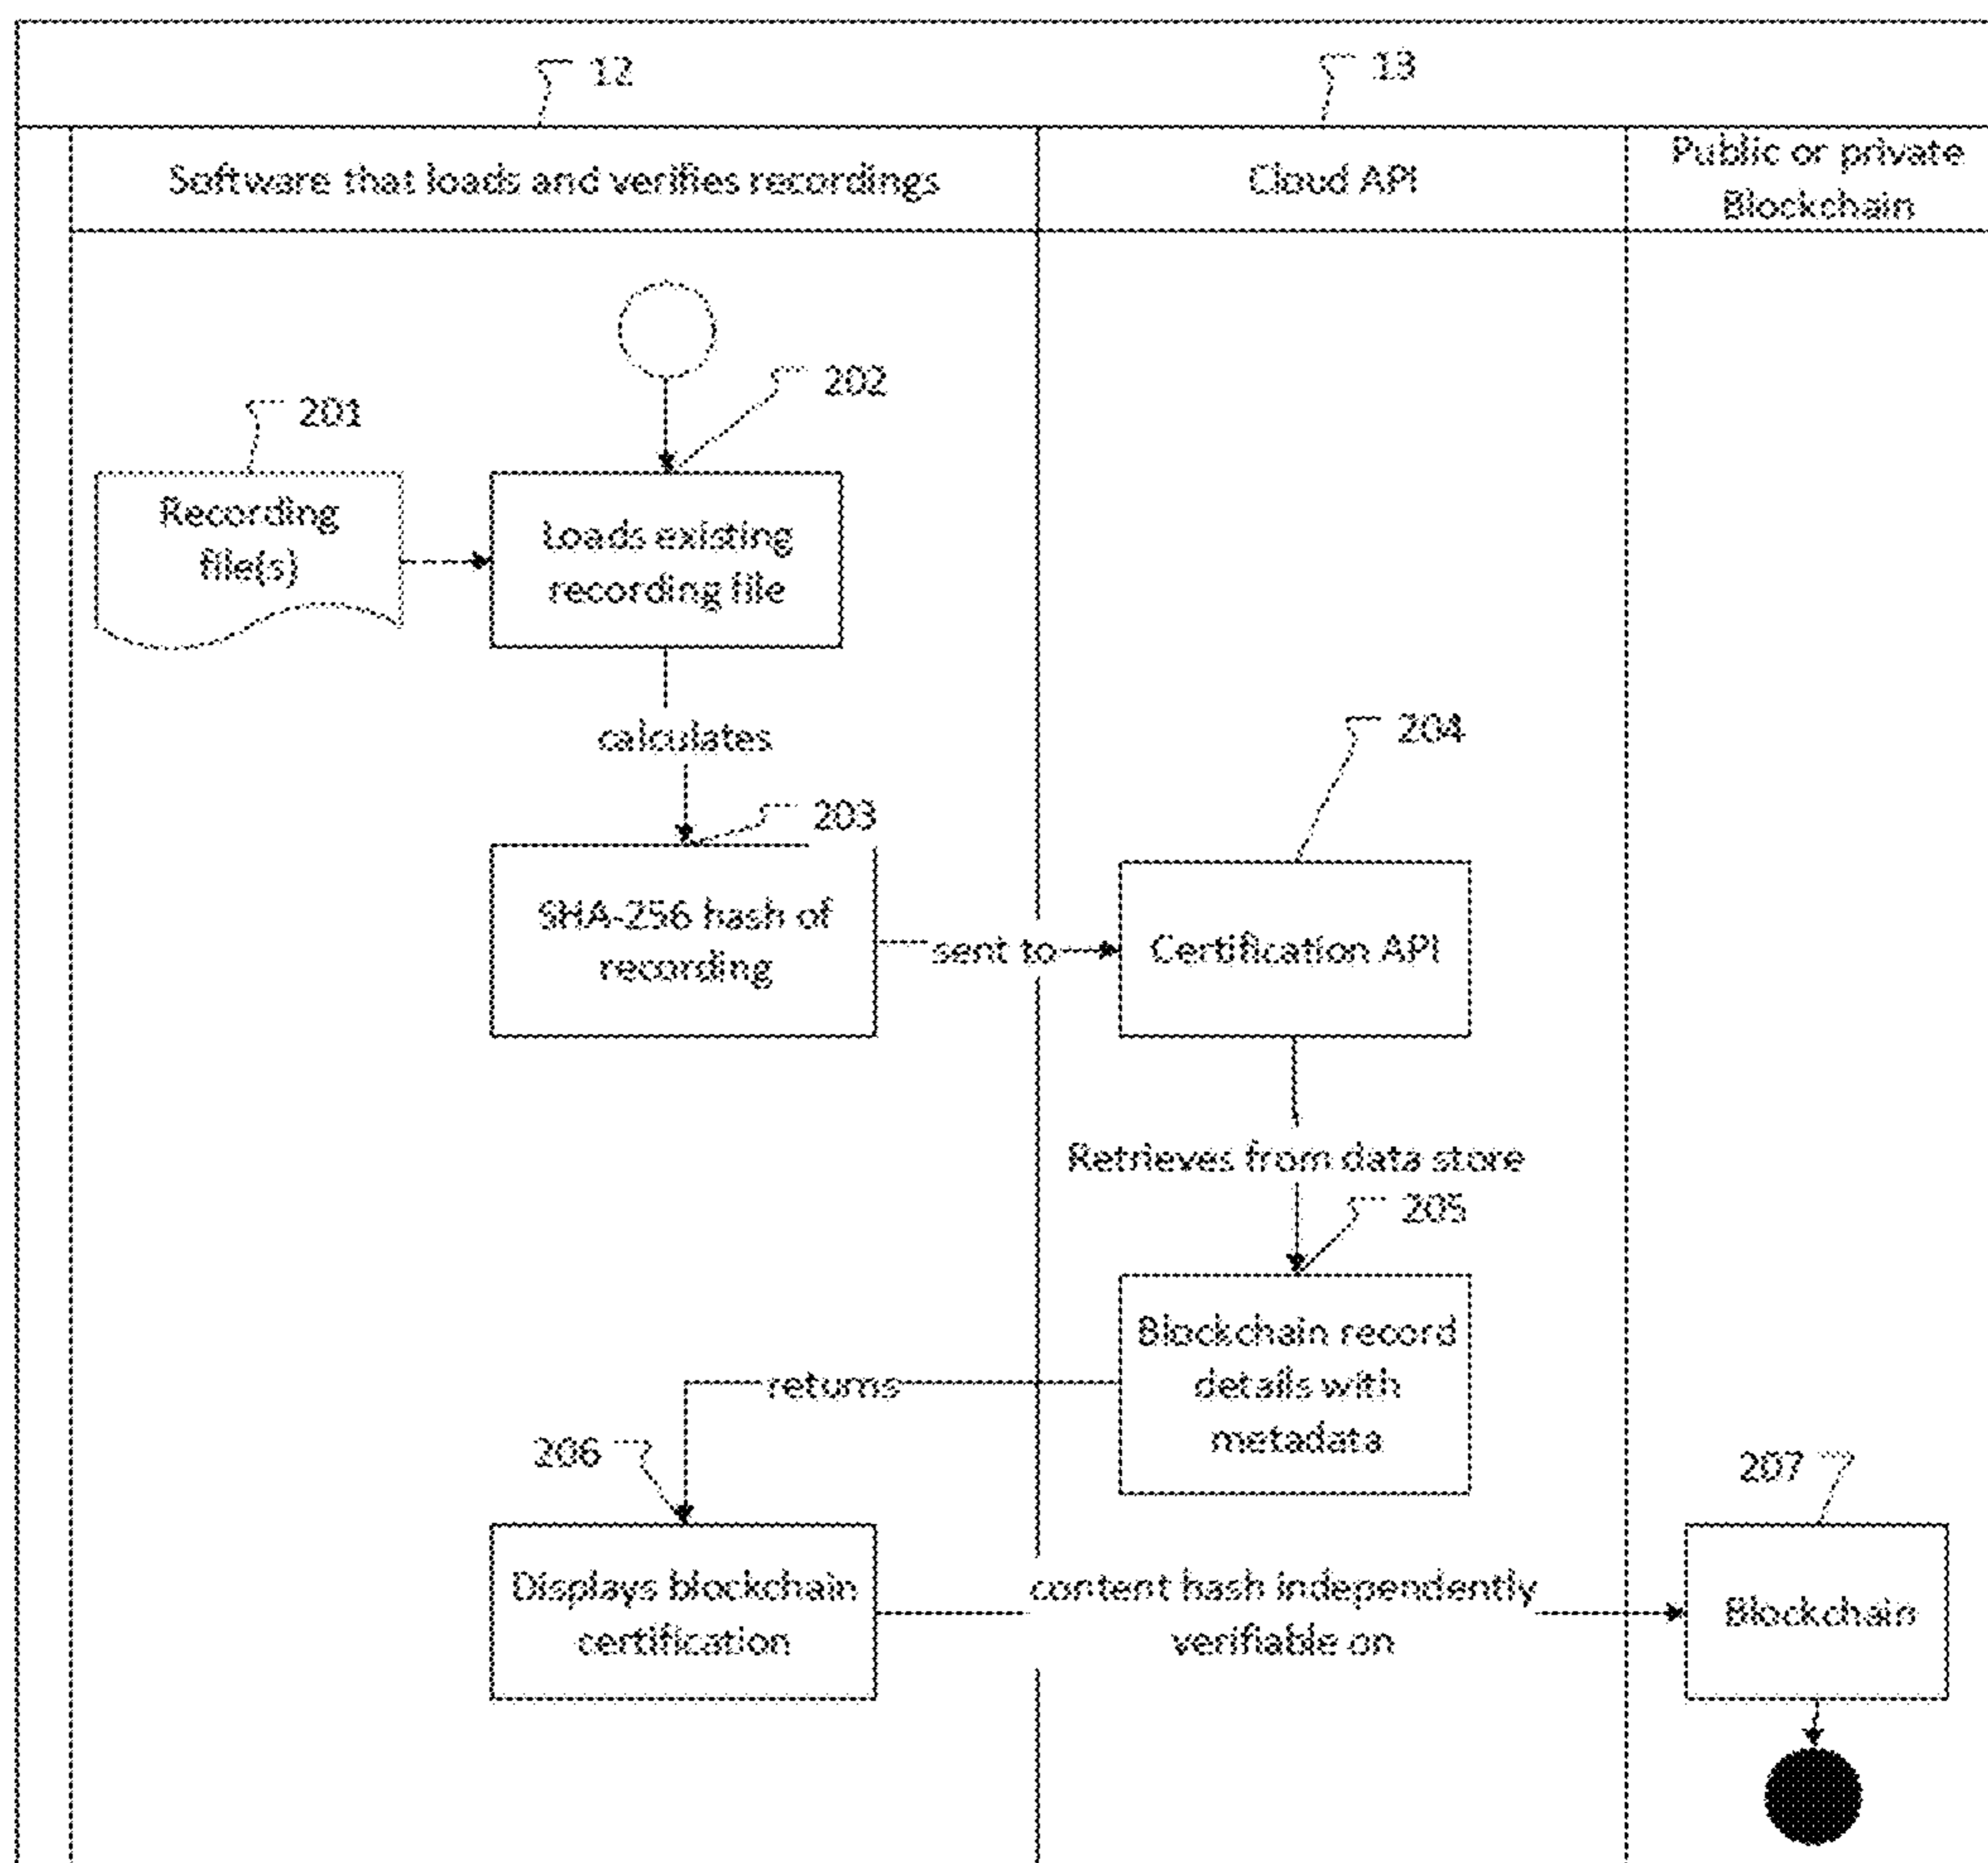 12
13
Software that loads and verifies recordings
Cloud API
Public or private
Blockchain
202
201
Recording
file(s)
Loads existing
recording file
calculates
204
203
SHA-256 hash of
recording
sent to
Certification API
Retrieves from data store
205
Blockchain record
details with
metadata
returns
206
207
Displays blockchain
certification
content hash independently
verifiable on
Blockchain